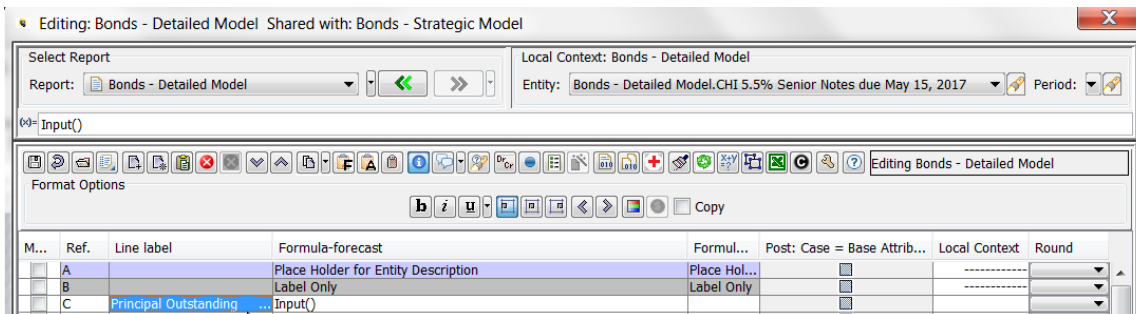 Editing: Bonds - Detailed Model Shared with: Bonds - Strategic Model
Select Report
Report: Bonds - Detailed Model
Local Context: Bonds - Detailed Model
Entity: Bonds - Detailed Model.CHI 5.5% Senior Notes due May 15, 2017 Period:
(x)= Input()
Editing Bonds - Detailed Model
Format Options
b i u Copy
M... Ref. Line label Formula-forecast Formul... Post: Case = Base Attrib... Local Context Round
A Place Holder for Entity Description Place Hol... ------------
B Label Only Label Only ------------
C Principal Outstanding ... Input()